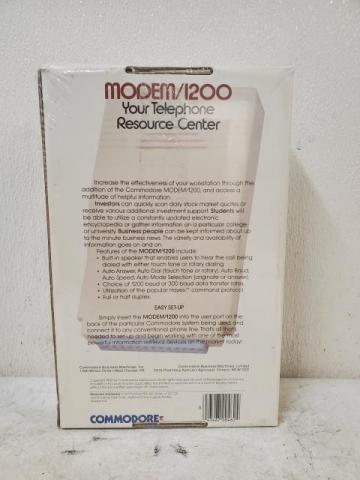 MODEM/1200
Your Telephone
Resource Center
Increase the effectiveness of your workstation through the
addition of the Commodore MODEM/1200, and access a
multitude of helpful information.
Investors can quickly scan daily stock market quotes or
receive various additional investment support. Students will
be able to utilize a constantly updated electronic
encyclopedia or gather information on a particular college
or university. Business people can be kept informed about up
to the minute business news. The variety and availability of
information goes on and on.
Features of the MODEM/1200 include:
• Built-in speaker that enables users to hear the call being
dialed with either touch tone or rotary dialing.
• Auto Answer, Auto Dial (touch tone or rotary), Auto Baud,
Auto Speed, Auto Mode Selection (originate or answer).
• Choice of 1200 baud or 300 baud data transfer rates.
• Utilization of the popular Hayes command protocol.
• Full or half duplex.
EASY SET-UP
Simply insert the MODEM/1200 into the user port on the
back of the particular Commodore system being used, and
connect it to any conventional phone line. That's all that's
needed to set-up and begin working with one of the most
powerful information retrieval devices on the market today!
Commodore Business Machines, Inc.
Commodore Business Machines, Limited
COMMODORE